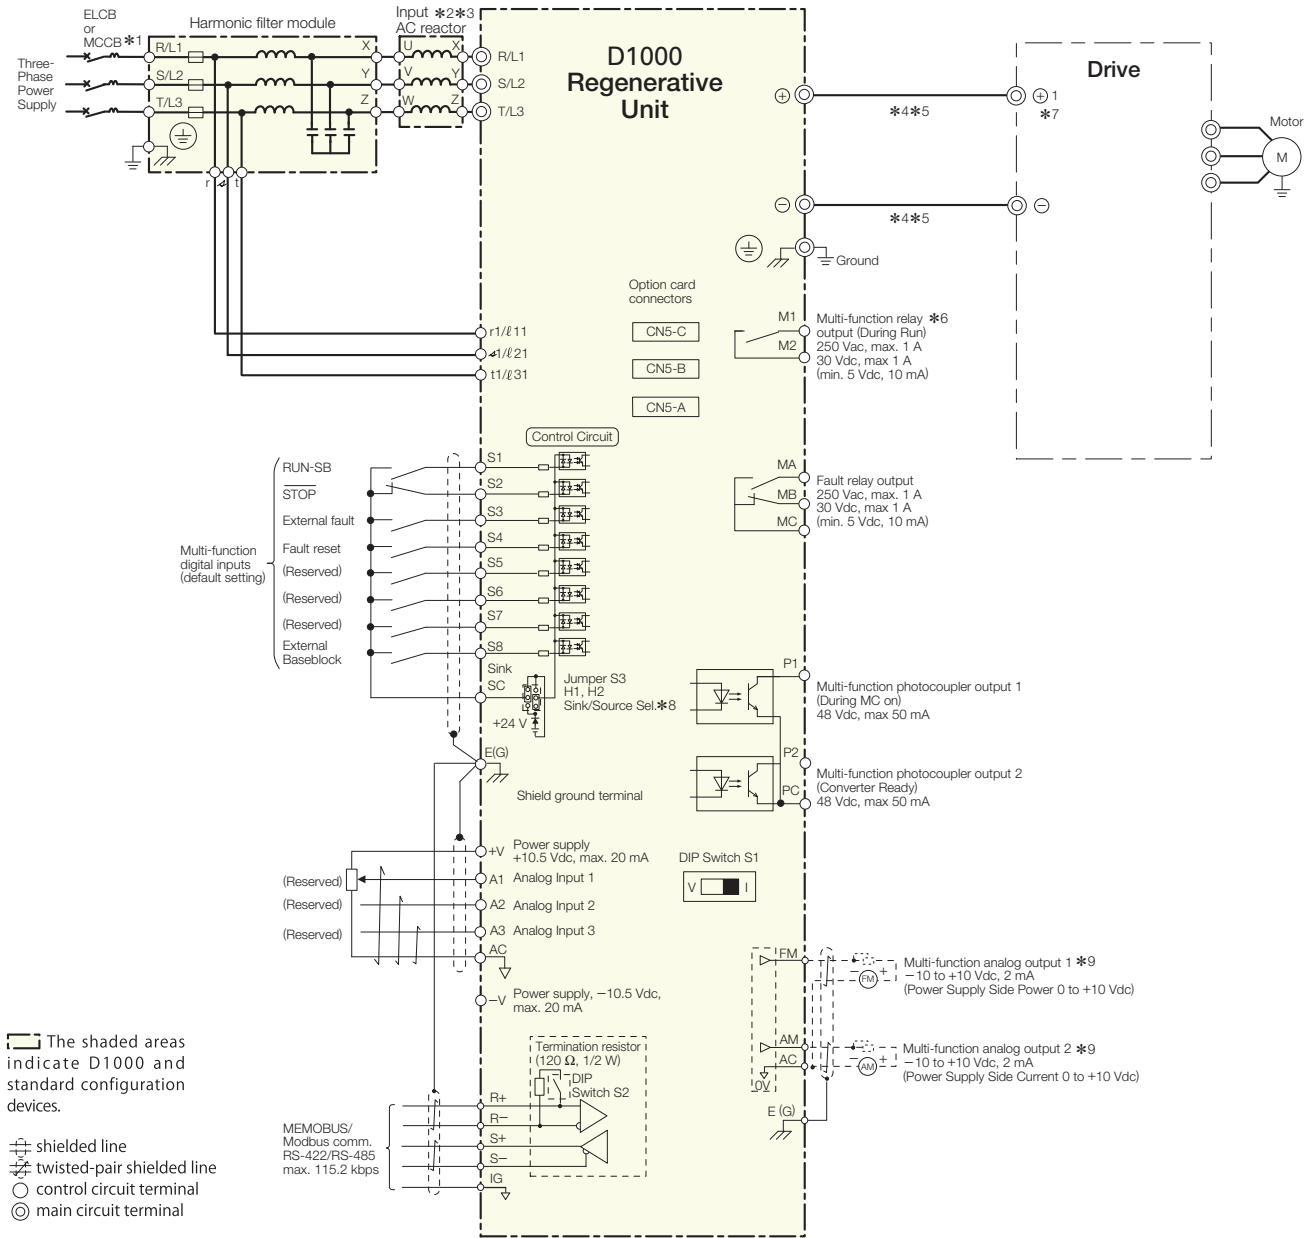 ELCB
or
MCCB✱1
Three-
Phase
Power
Supply
Harmonic filter module
R/L1
S/L2
T/L3
X
Y
Z
r
t
Input ✱2✱3
AC reactor
U
V
W
X
Y
Z
R/L1
S/L2
T/L3
D1000
Regenerative
Unit
+
✱4✱5
+ 1
✱7
Drive
Motor
M
−
✱4✱5
−
Ground
r1/ℓ11
1/ℓ21
t1/ℓ31
Option card
connectors
CN5-C
CN5-B
CN5-A
M1
M2
Multi-function relay ✱6
output (During Run)
250 Vac, max. 1 A
30 Vdc, max 1 A
(min. 5 Vdc, 10 mA)
Control Circuit
Multi-function
digital inputs
(default setting)
RUN-SB
STOP
External fault
Fault reset
(Reserved)
(Reserved)
(Reserved)
External
Baseblock
S1
S2
S3
S4
S5
S6
S7
S8
Sink
SC
+24 V
Jumper S3
H1, H2
Sink/Source Sel.✱8
MA
MB
MC
Fault relay output
250 Vac, max. 1 A
30 Vdc, max 1 A
(min. 5 Vdc, 10 mA)
P1
Multi-function photocoupler output 1
(During MC on)
48 Vdc, max 50 mA
P2
PC
Multi-function photocoupler output 2
(Converter Ready)
48 Vdc, max 50 mA
E(G)
Shield ground terminal
+V
Power supply
+10.5 Vdc, max. 20 mA
(Reserved)
A1 Analog Input 1
(Reserved)
A2 Analog Input 2
(Reserved)
A3 Analog Input 3
AC
−V
Power supply, −10.5 Vdc,
max. 20 mA
DIP Switch S1
V I
FM
FM
− +
Multi-function analog output 1 ✱9
−10 to +10 Vdc, 2 mA
(Power Supply Side Power 0 to +10 Vdc)
AM
AC
0V
AM
− +
Multi-function analog output 2 ✱9
−10 to +10 Vdc, 2 mA
(Power Supply Side Current 0 to +10 Vdc)
E (G)
Termination resistor
(120 Ω, 1/2 W)
DIP
Switch S2
MEMOBUS/
Modbus comm.
RS-422/RS-485
max. 115.2 kbps
R+
R−
S+
S−
IG
The shaded areas
indicate D1000 and
standard configuration
devices.
shielded line
twisted-pair shielded line
control circuit terminal
main circuit terminal